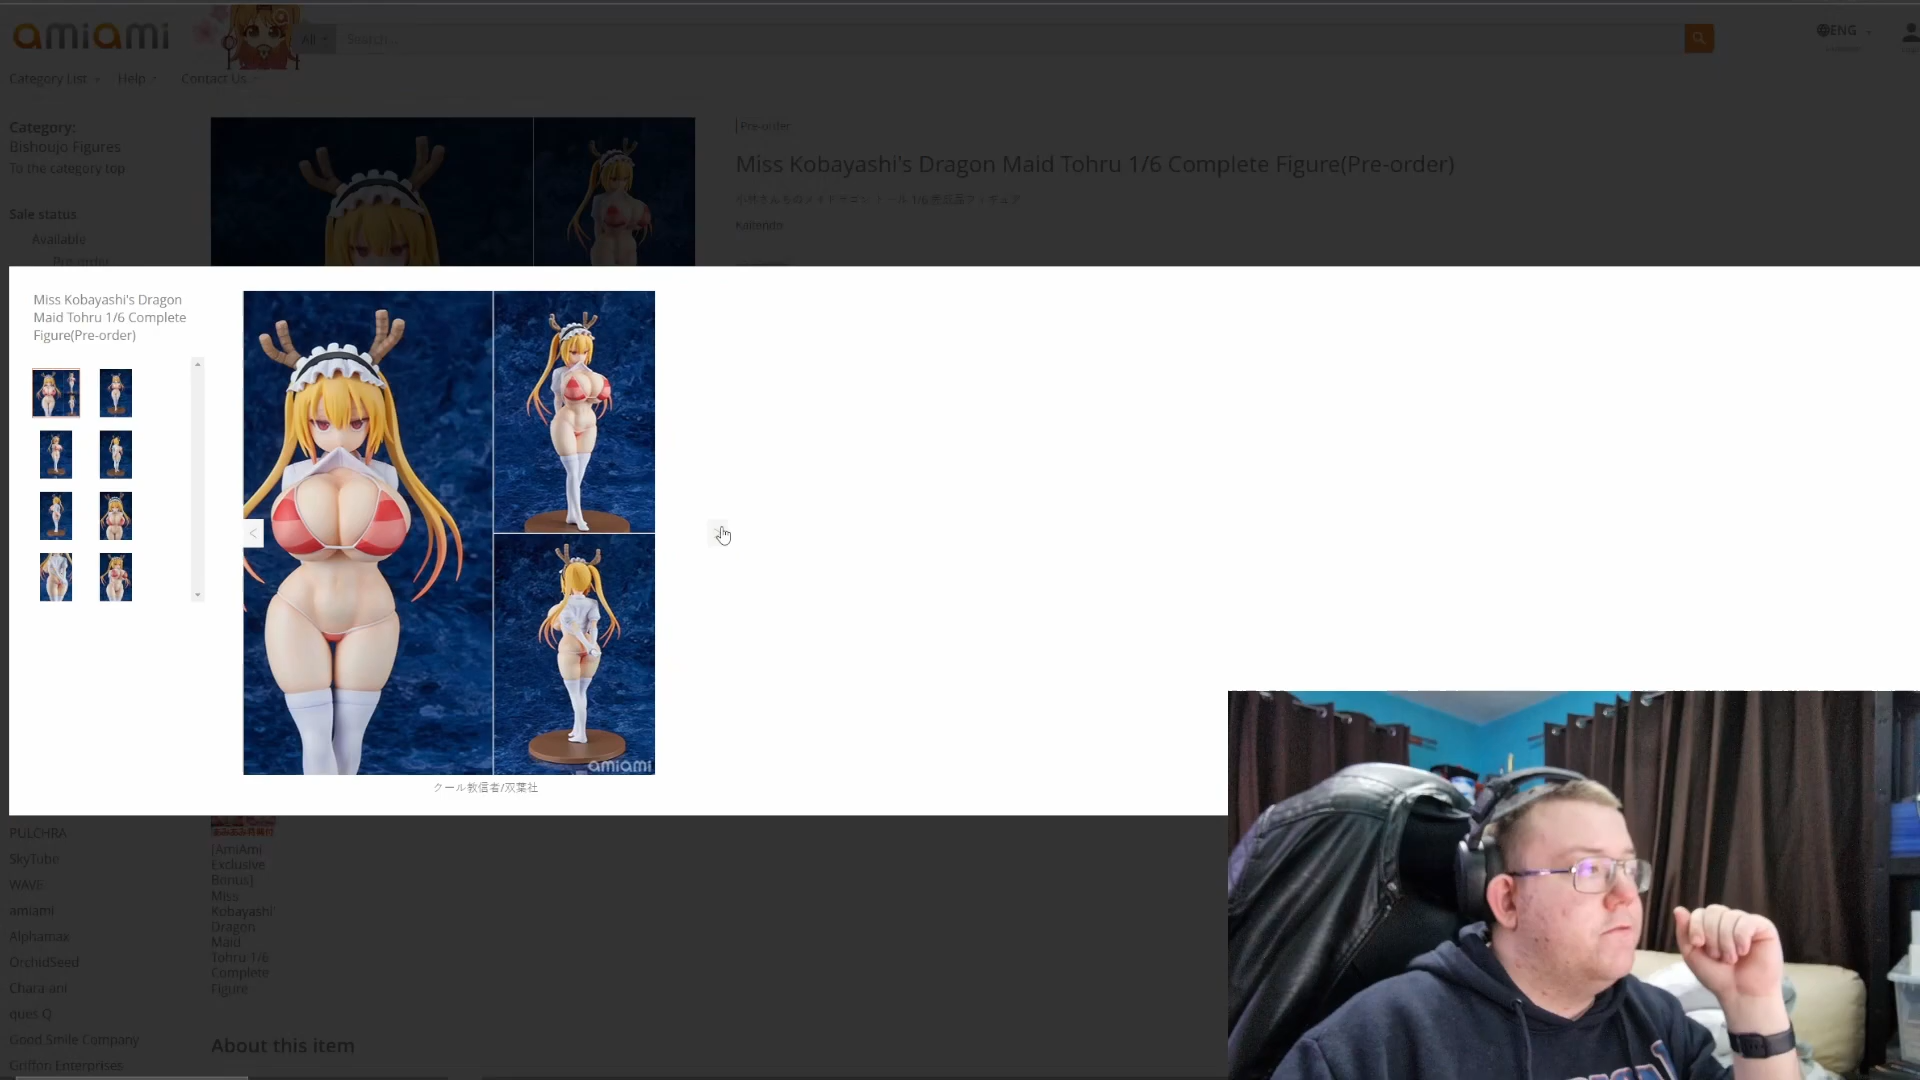 amiami
All
Search...
ENG
Category List
Help
Contact Us
Category:
Bishoujo Figures
To the category top
Sale status
Available
Pre-order
Pre-order
Miss Kobayashi's Dragon Maid Tohru 1/6 Complete Figure(Pre-order)
Kaitendo
Miss Kobayashi's Dragon
Maid Tohru 1/6 Complete
Figure(Pre-order)
<
amiami
クール教信者/双葉社
PULCHRA
SkyTube
WAVE
amiami
Alphamax
OrchidSeed
Chara-ani
ques Q
Good Smile Company
Griffon Enterprises
[AmiAmi
Exclusive
Bonus]
Miss
Kobayashi'
Dragon
Maid
Tohru 1/6
Complete
Figure
About this item